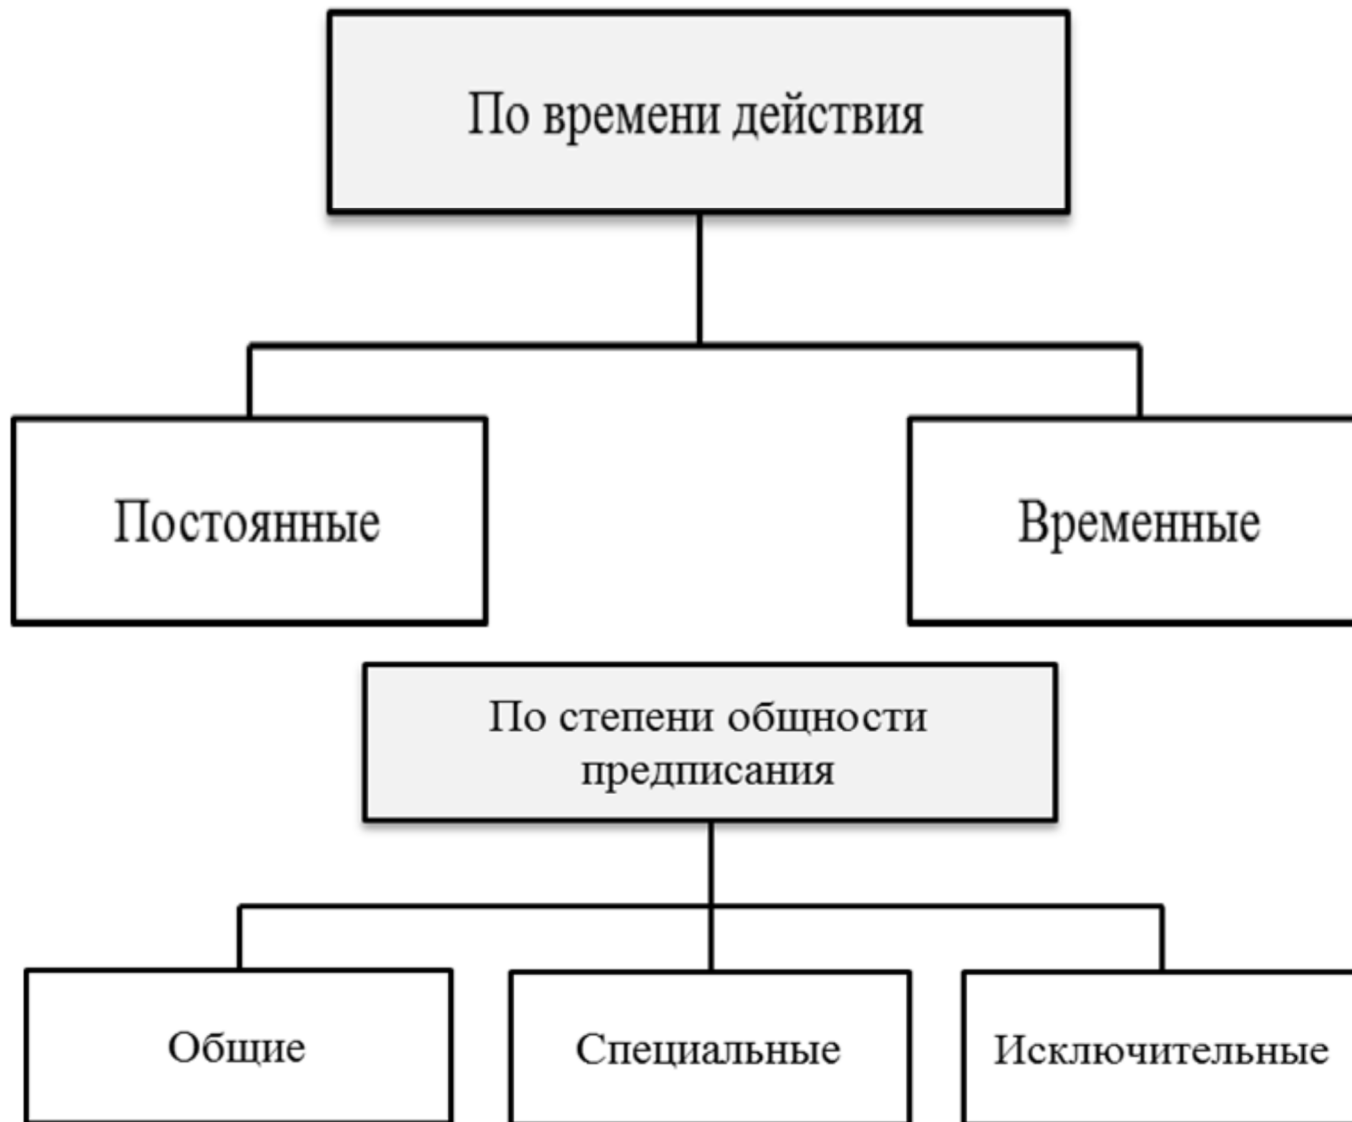 По времени действия
Постоянные
Временные
По степени общности
предписания
Общие
Специальные
Исключительные